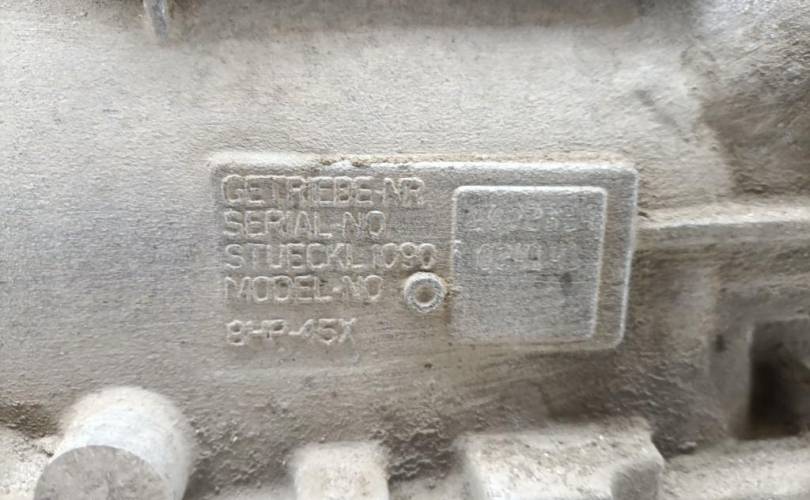 GETRIEBE-NR
SERIAL-NO
STUECKL 1090
MODEL-NO
8HP-45X